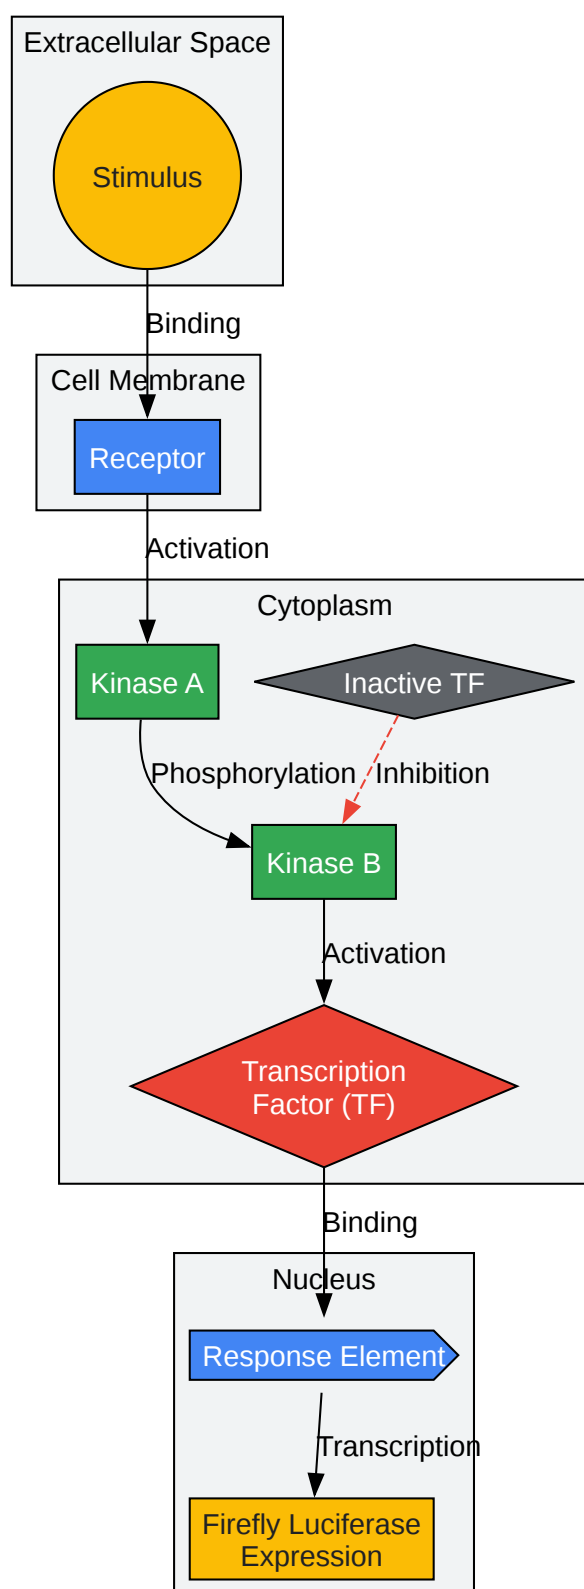 Extracellular Space
Stimulus
Binding
Cell Membrane
Receptor
Activation
Cytoplasm
Kinase A
Inactive TF
Phosphorylation
Inhibition
Kinase B
Activation
Transcription
Factor (TF)
Binding
Nucleus
Response Element
Transcription
Firefly Luciferase
Expression